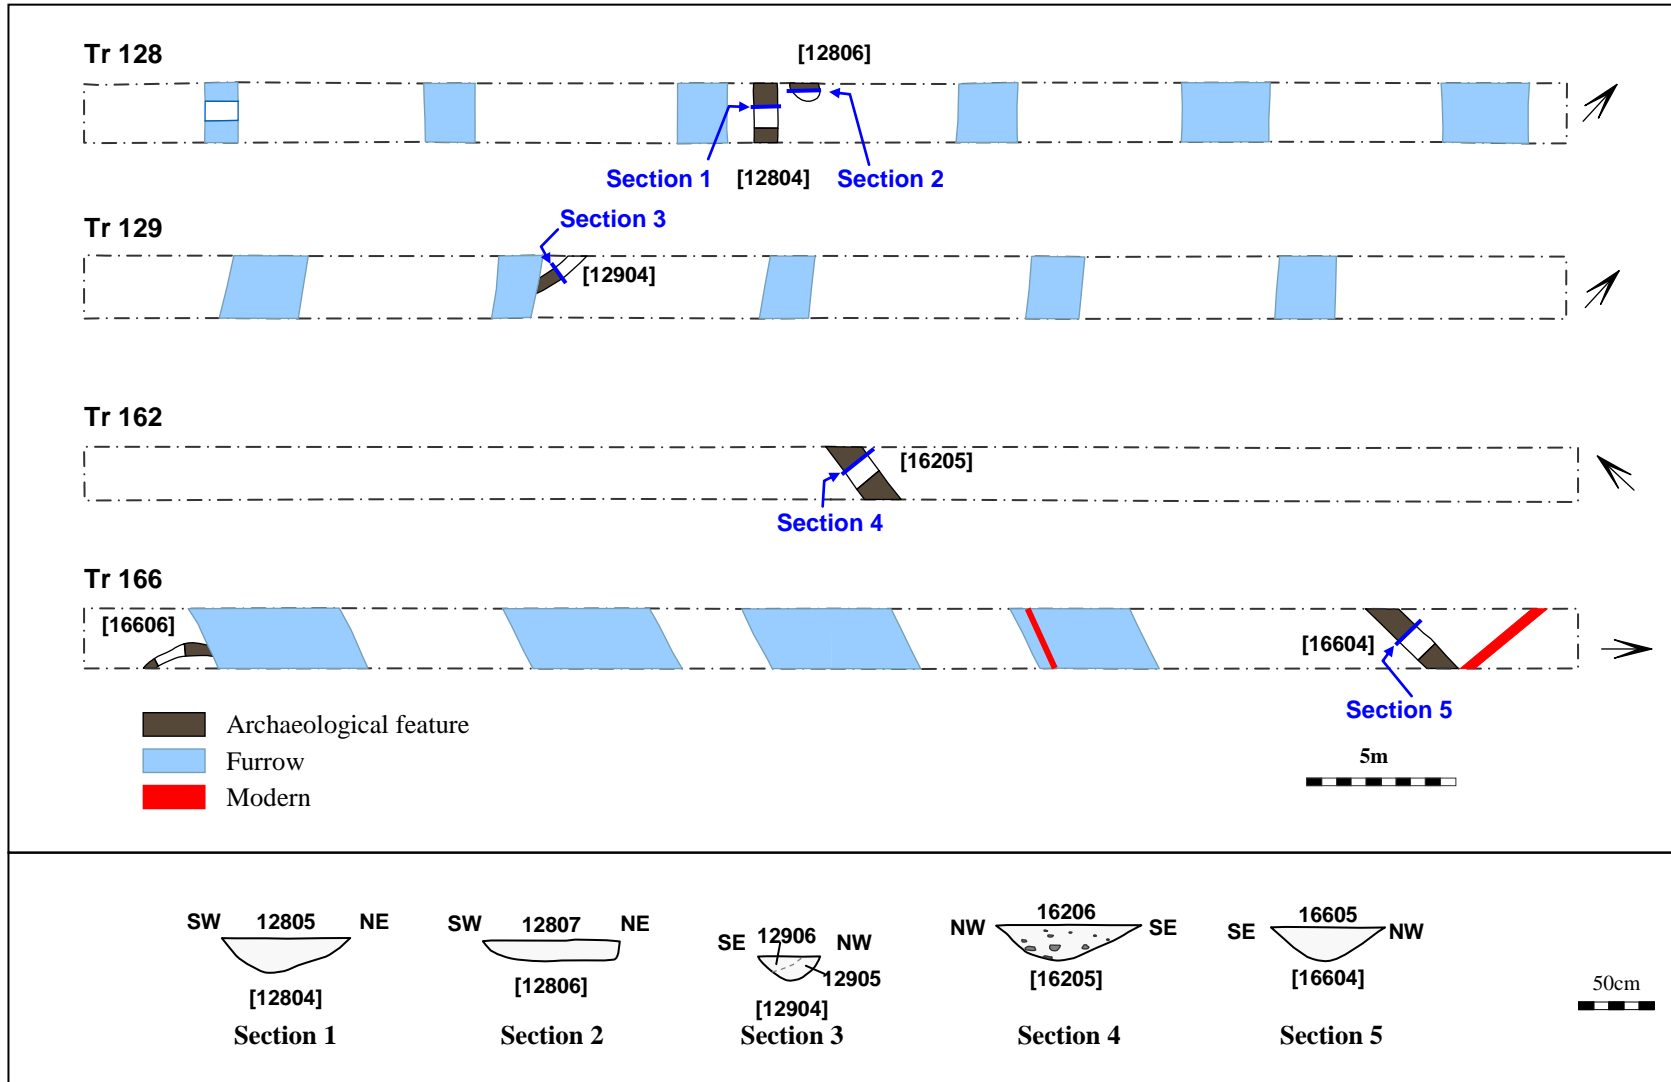 Tr 128
[12806]
Section 1
[12804]
Section 2
Tr 129
Section 3
[12904]
Tr 162
[16205]
Section 4
Tr 166
[16606]
[16604]
Section 5
Archaeological feature
Furrow
Modern
5m
SW 12805 NE
[12804]
Section 1
SW 12807 NE
[12806]
Section 2
SE 12906 NW
12905
[12904]
Section 3
NW 16206 SE
[16205]
Section 4
SE 16605 NW
[16604]
Section 5
50cm